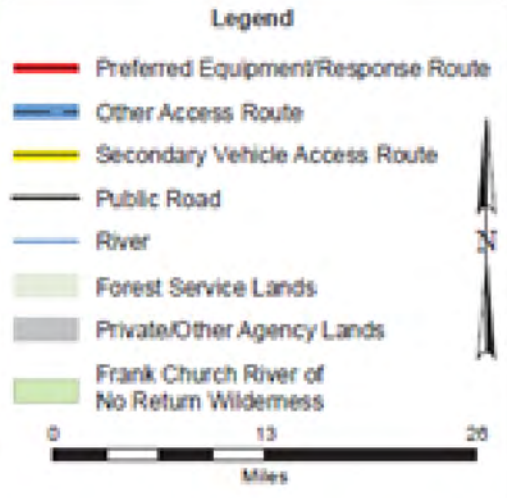 Legend
Preferred Equipment/Response Route
Other Access Route
Secondary Vehicle Access Route
Public Road
River
N
Forest Service Lands
Private/Other Agency Lands
Frank Church River of
No Return Wilderness
0 13 26
Miles